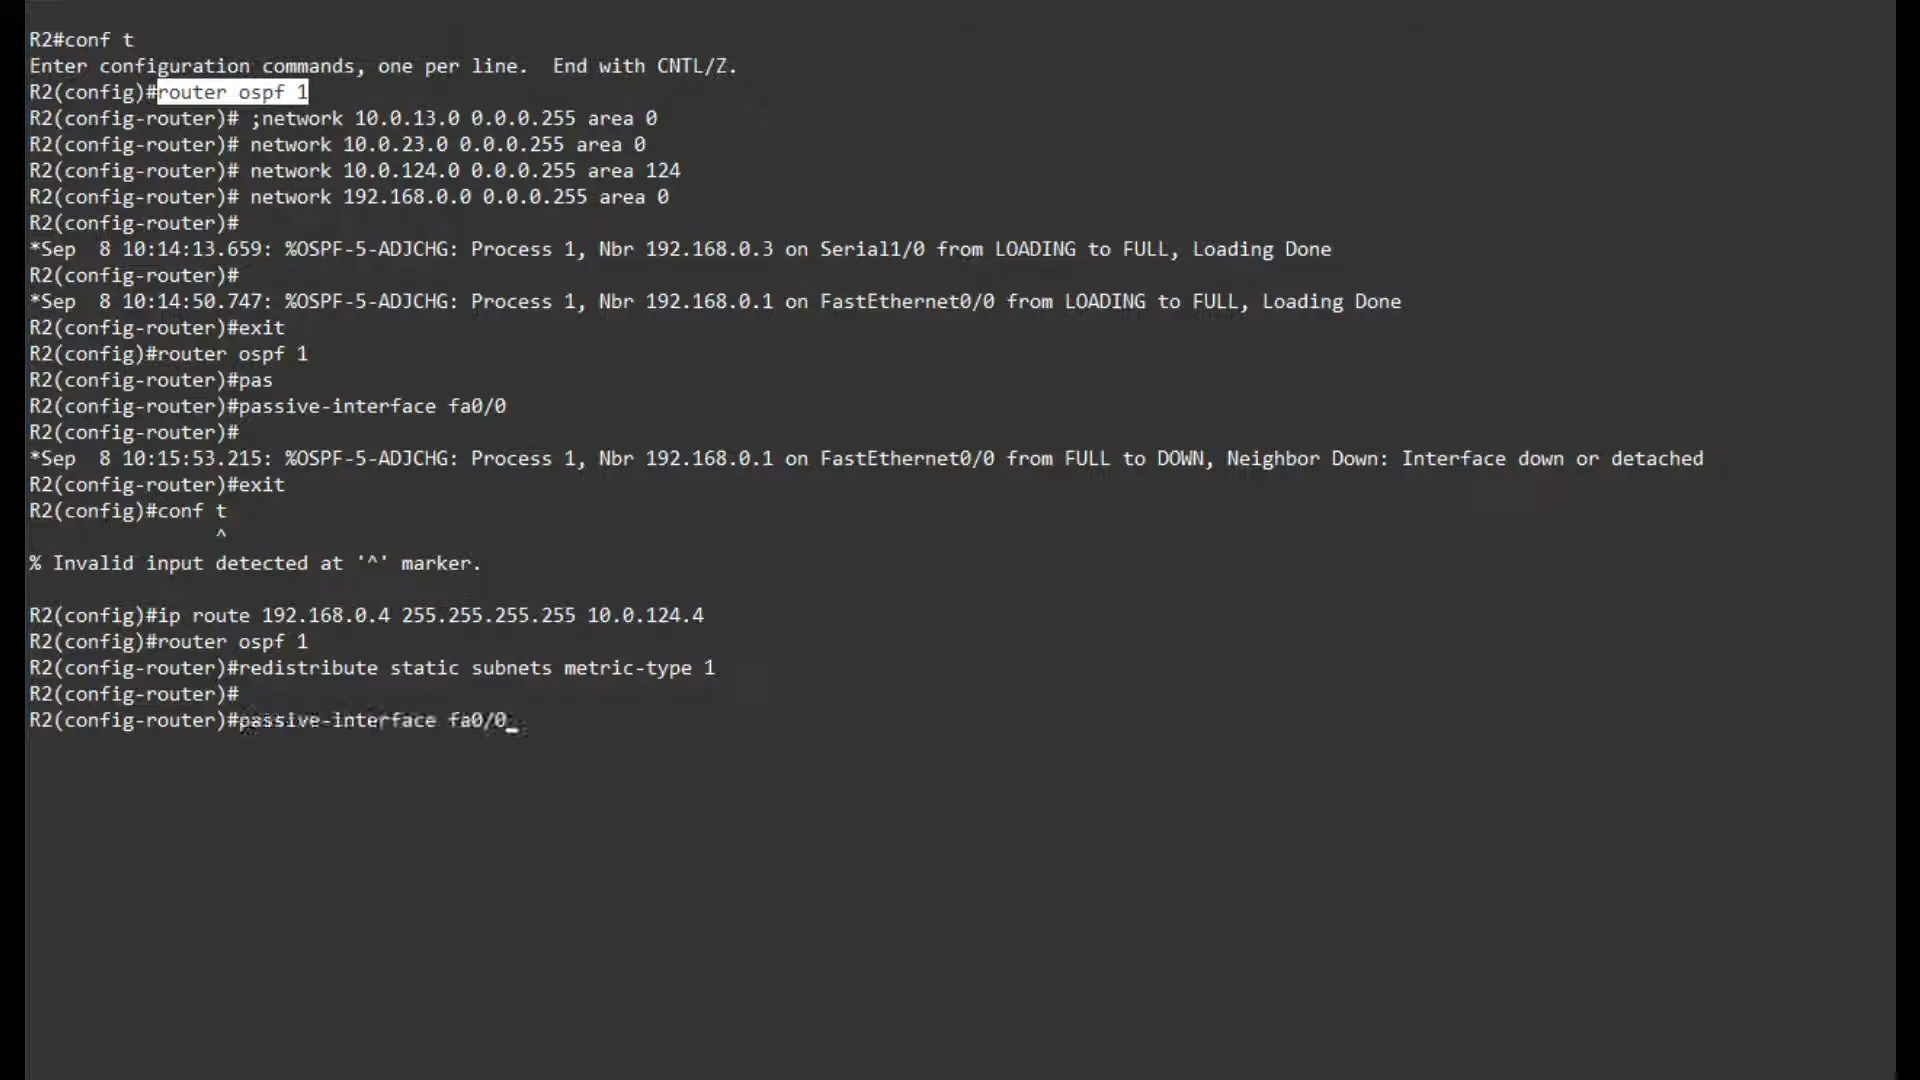 R2#conf t
Enter configuration commands, one per line.  End with CNTL/Z.
R2(config)#router ospf 1
R2(config-router)# ;network 10.0.13.0 0.0.0.255 area 0
R2(config-router)# network 10.0.23.0 0.0.0.255 area 0
R2(config-router)# network 10.0.124.0 0.0.0.255 area 124
R2(config-router)# network 192.168.0.0 0.0.0.255 area 0
R2(config-router)#
*Sep  8 10:14:13.659: %OSPF-5-ADJCHG: Process 1, Nbr 192.168.0.3 on Serial1/0 from LOADING to FULL, Loading Done
R2(config-router)#
*Sep  8 10:14:50.747: %OSPF-5-ADJCHG: Process 1, Nbr 192.168.0.1 on FastEthernet0/0 from LOADING to FULL, Loading Done
R2(config-router)#exit
R2(config)#router ospf 1
R2(config-router)#pas
R2(config-router)#passive-interface fa0/0
R2(config-router)#
*Sep  8 10:15:53.215: %OSPF-5-ADJCHG: Process 1, Nbr 192.168.0.1 on FastEthernet0/0 from FULL to DOWN, Neighbor Down: Interface down or detached
R2(config-router)#exit
R2(config)#conf t
^
% Invalid input detected at '^' marker.
R2(config)#ip route 192.168.0.4 255.255.255.255 10.0.124.4
R2(config)#router ospf 1
R2(config-router)#redistribute static subnets metric-type 1
R2(config-router)#
R2(config-router)#passive-interface fa0/0